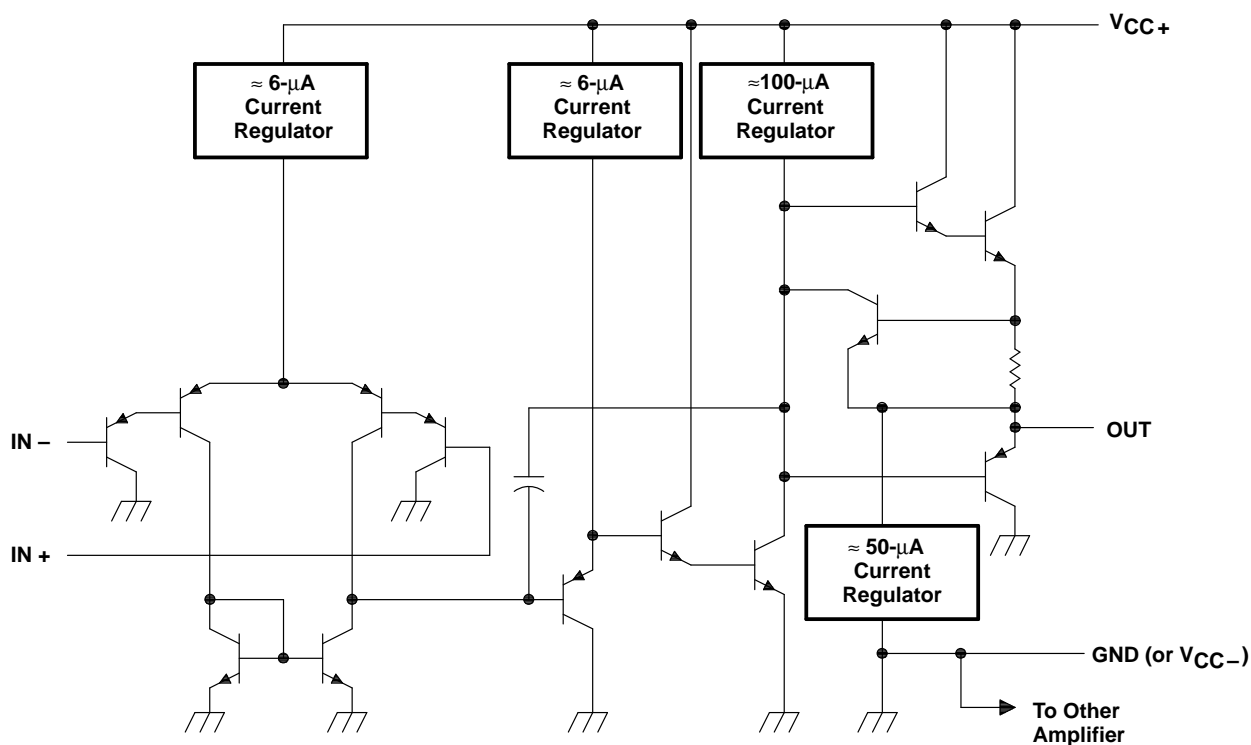 VCC+
≈ 6-μA
Current
Regulator
≈ 6-μA
Current
Regulator
≈100-μA
Current
Regulator
IN −
OUT
IN +
≈ 50-μA
Current
Regulator
GND (or VCC−)
To Other
Amplifier